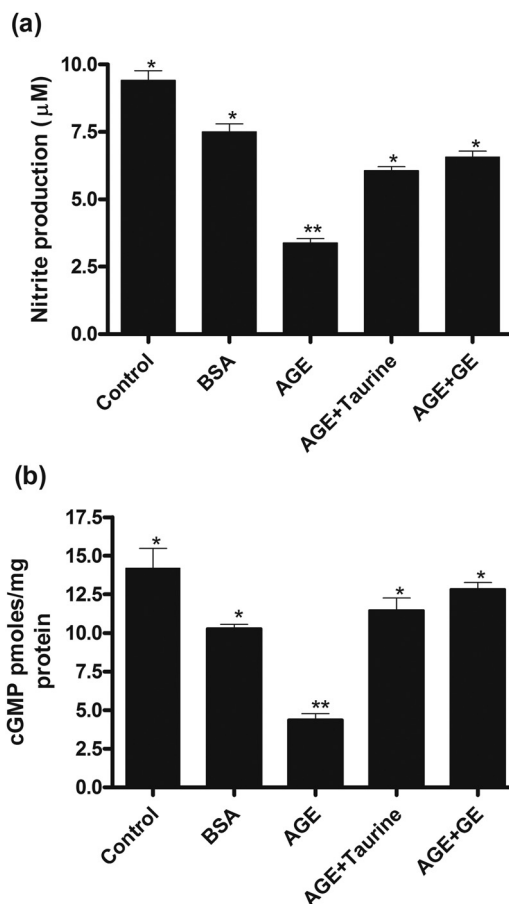 (a)
Nitrite production (μM)
10.0
7.5
5.0
2.5
0.0
*
*
**
*
*
Control
BSA
AGE
AGE+Taurine
AGE+GE
(b)
cGMP pmoles/mg
protein
17.5
15.0
12.5
10.0
7.5
5.0
2.5
0.0
*
*
**
*
*
Control
BSA
AGE
AGE+Taurine
AGE+GE